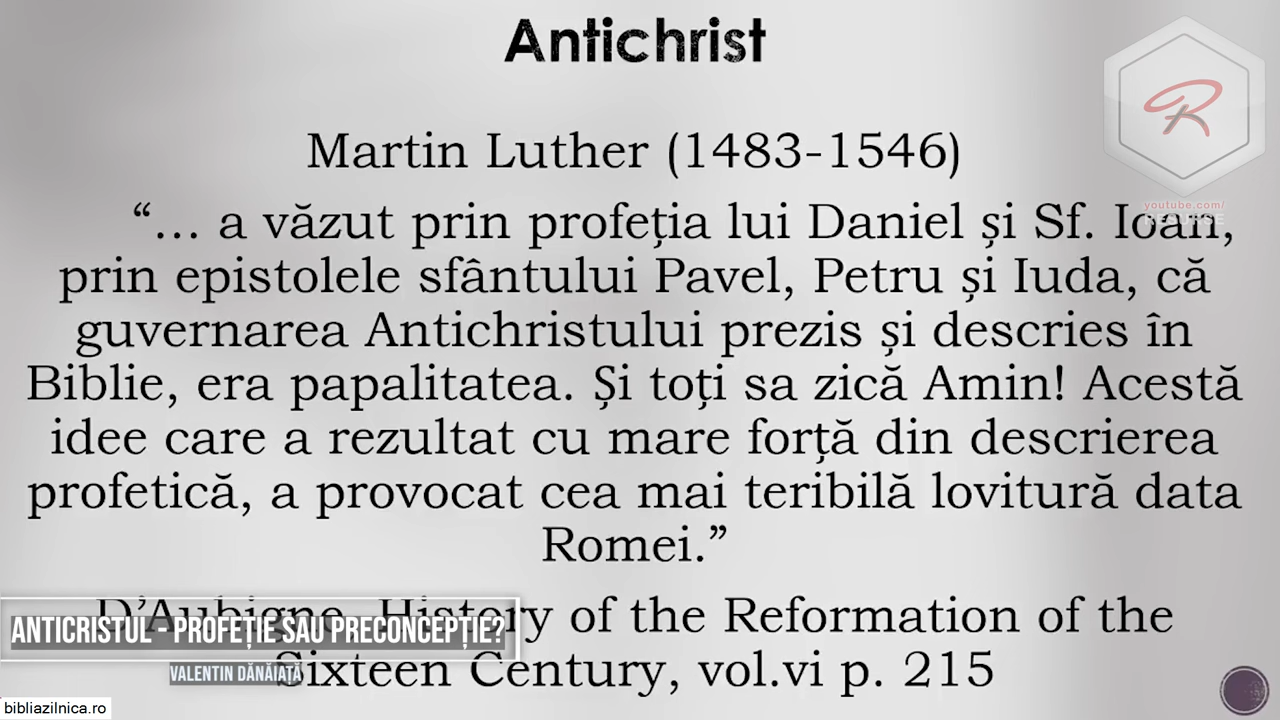 Antichrist
Martin Luther (1483-1546)
“... a văzut prin profeția lui Daniel și Sf. Ioan,
prin epistolele sfântului Pavel, Petru și Iuda, că
guvernarea Antichristului prezis și descries în
Biblie, era papalitatea. Și toți sa zică Amin! Acestă
idee care a rezultat cu mare forță din descrierea
profetică, a provocat cea mai teribilă lovitură data
Romei.”
D’Aubigne, History of the Reformation of the
Sixteen Century, vol.vi p. 215
ANTICRISTUL - PROFEȚIE SAU PRECONCEPȚIE?
VALENTIN DĂNĂIAȚĂ
bibliazilnica.ro
R
youtube.com/